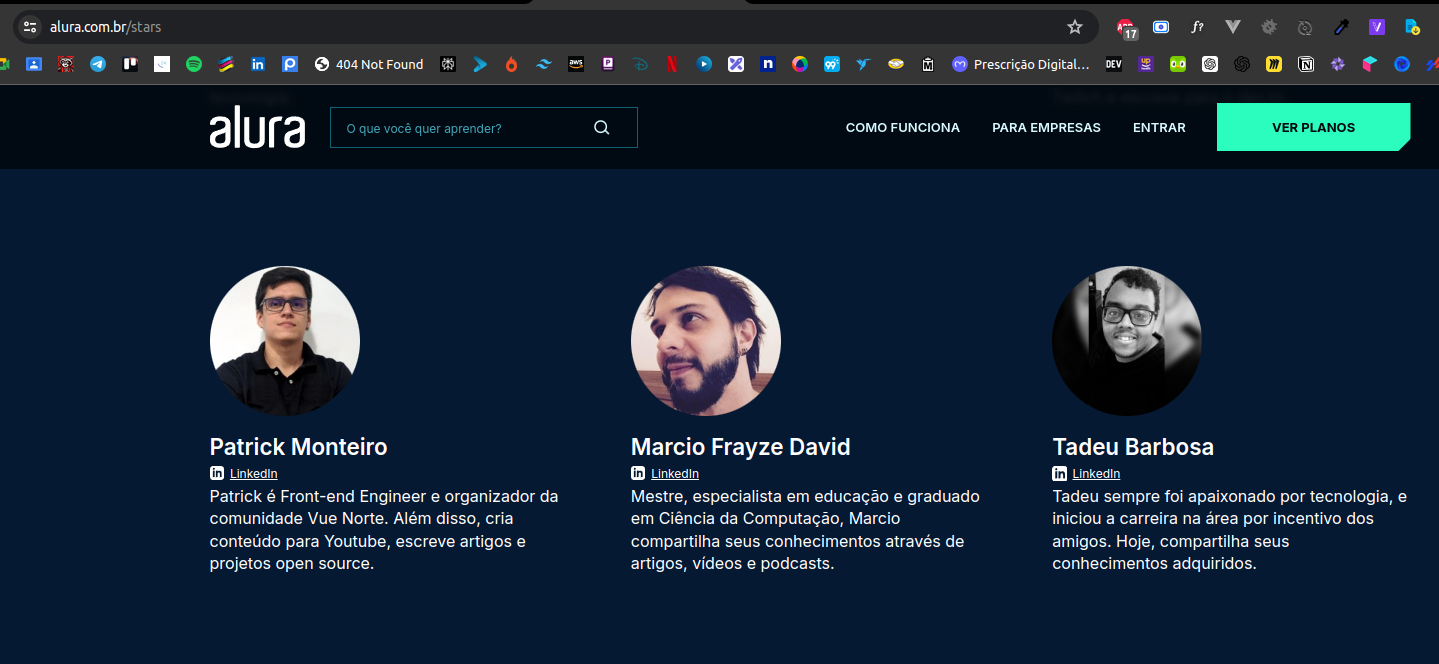 alura.com.br/stars
17
f?
404 Not Found
aws
99
Prescrição Digital...
DEV
up
alura
O que você quer aprender?
COMO FUNCIONA
PARA EMPRESAS
ENTRAR
VER PLANOS
Patrick Monteiro
LinkedIn
Patrick é Front-end Engineer e organizador da
comunidade Vue Norte. Além disso, cria
conteúdo para Youtube, escreve artigos e
projetos open source.
Marcio Frayze David
LinkedIn
Mestre, especialista em educação e graduado
em Ciência da Computação, Marcio
compartilha seus conhecimentos através de
artigos, vídeos e podcasts.
Tadeu Barbosa
LinkedIn
Tadeu sempre foi apaixonado por tecnologia, e
iniciou a carreira na área por incentivo dos
amigos. Hoje, compartilha seus
conhecimentos adquiridos.